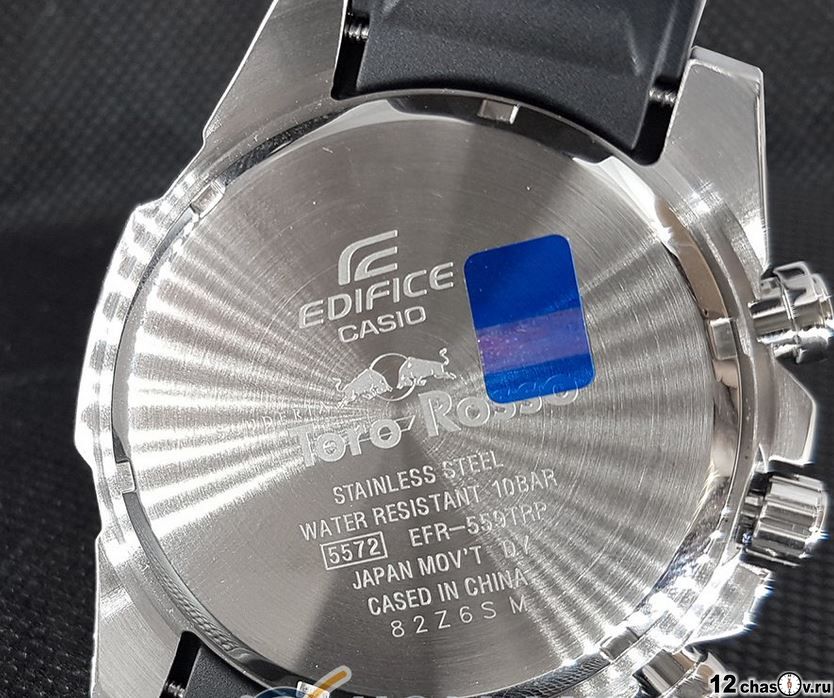 EDIFICE
CASIO
Toro Rosso
STAINLESS STEEL
WATER RESISTANT 10BAR
5572 EFR-559TRP
JAPAN MOV'T DY
CASED IN CHINA
82Z6S M
12chasov.ru